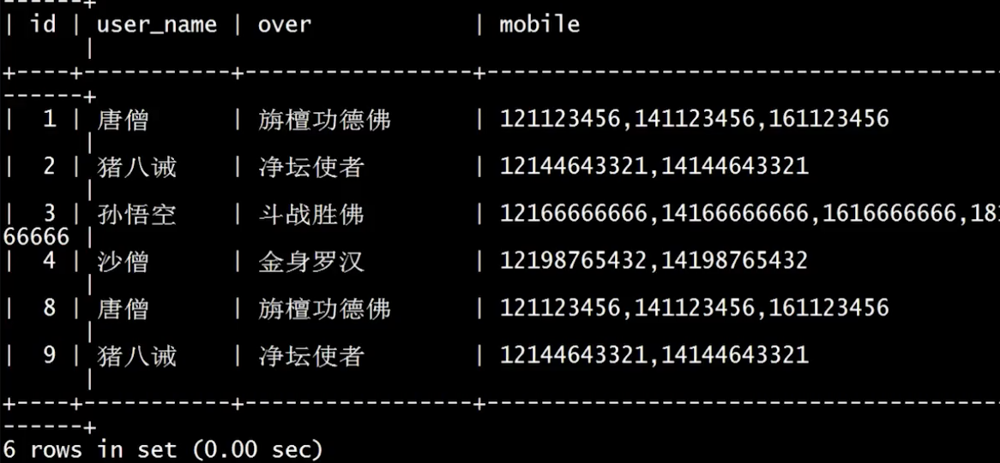 ------+
| id | user_name | over | mobile
|
+----+-----------+-----------------+--------------------------------------
------+
| 1 | 唐僧 | 旃檀功德佛 | 121123456,141123456,161123456
|
| 2 | 猪八诫 | 净坛使者 | 12144643321,14144643321
|
| 3 | 孙悟空 | 斗战胜佛 | 12166666666,14166666666,1616666666,181
66666 |
| 4 | 沙僧 | 金身罗汉 | 12198765432,14198765432
|
| 8 | 唐僧 | 旃檀功德佛 | 121123456,141123456,161123456
|
| 9 | 猪八诫 | 净坛使者 | 12144643321,14144643321
|
+----+-----------+-----------------+--------------------------------------
------+
6 rows in set (0.00 sec)